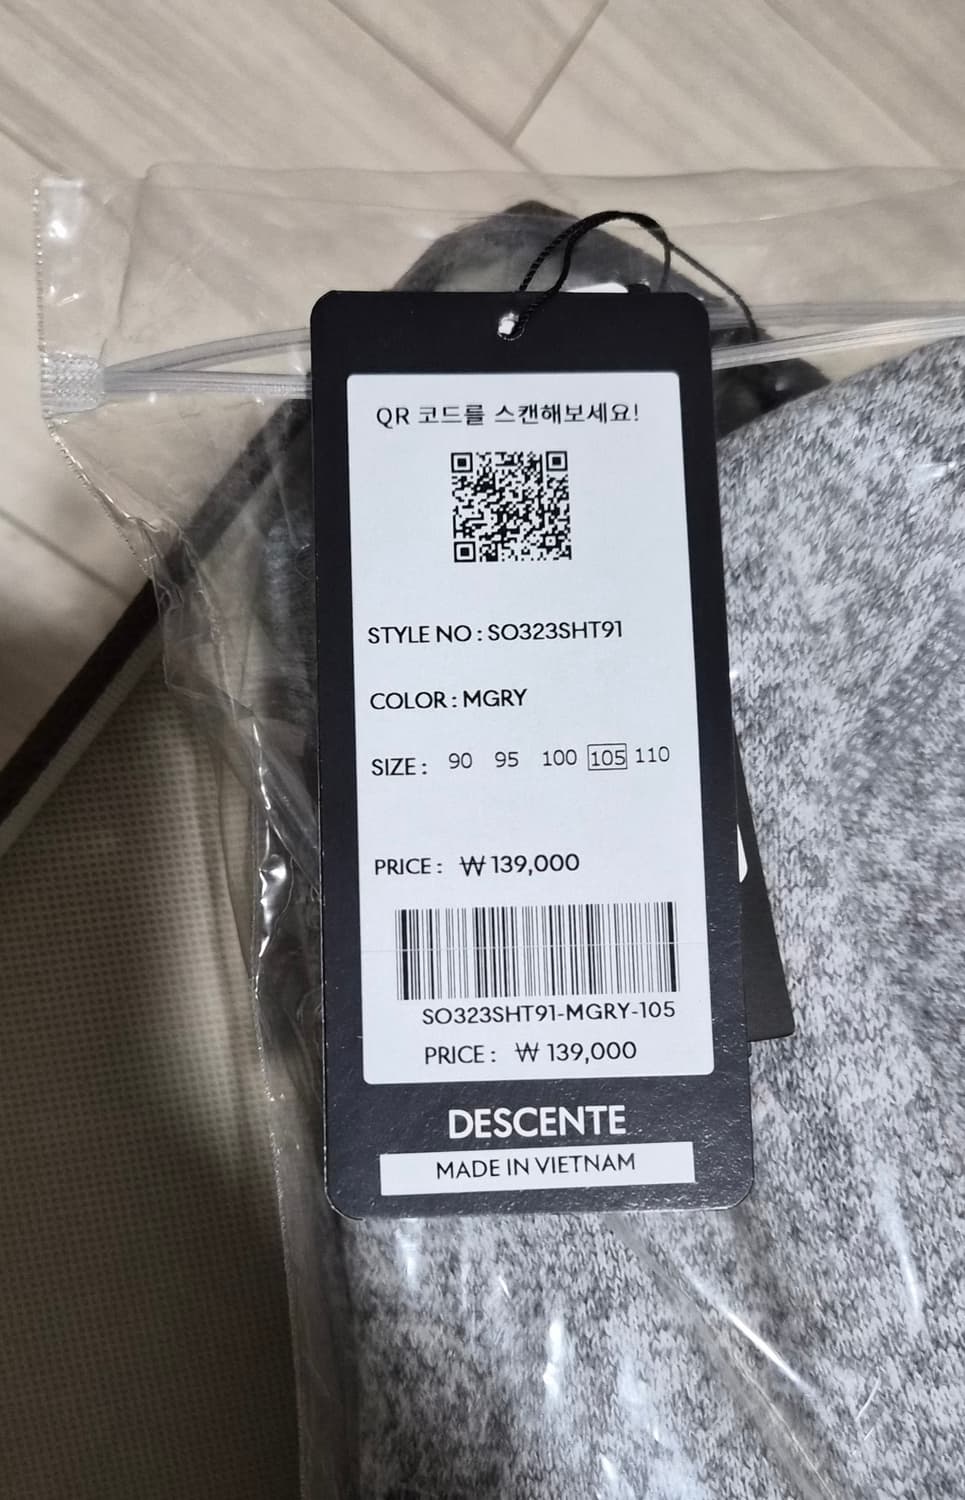 QR 코드를 스캔해보세요!
STYLE NO : SO323SHT91
COLOR : MGRY
SIZE : 90 95 100 105 110
PRICE : ₩ 139,000
SO323SHT91-MGRY-105
PRICE : ₩ 139,000
DESCENTE
MADE IN VIETNAM